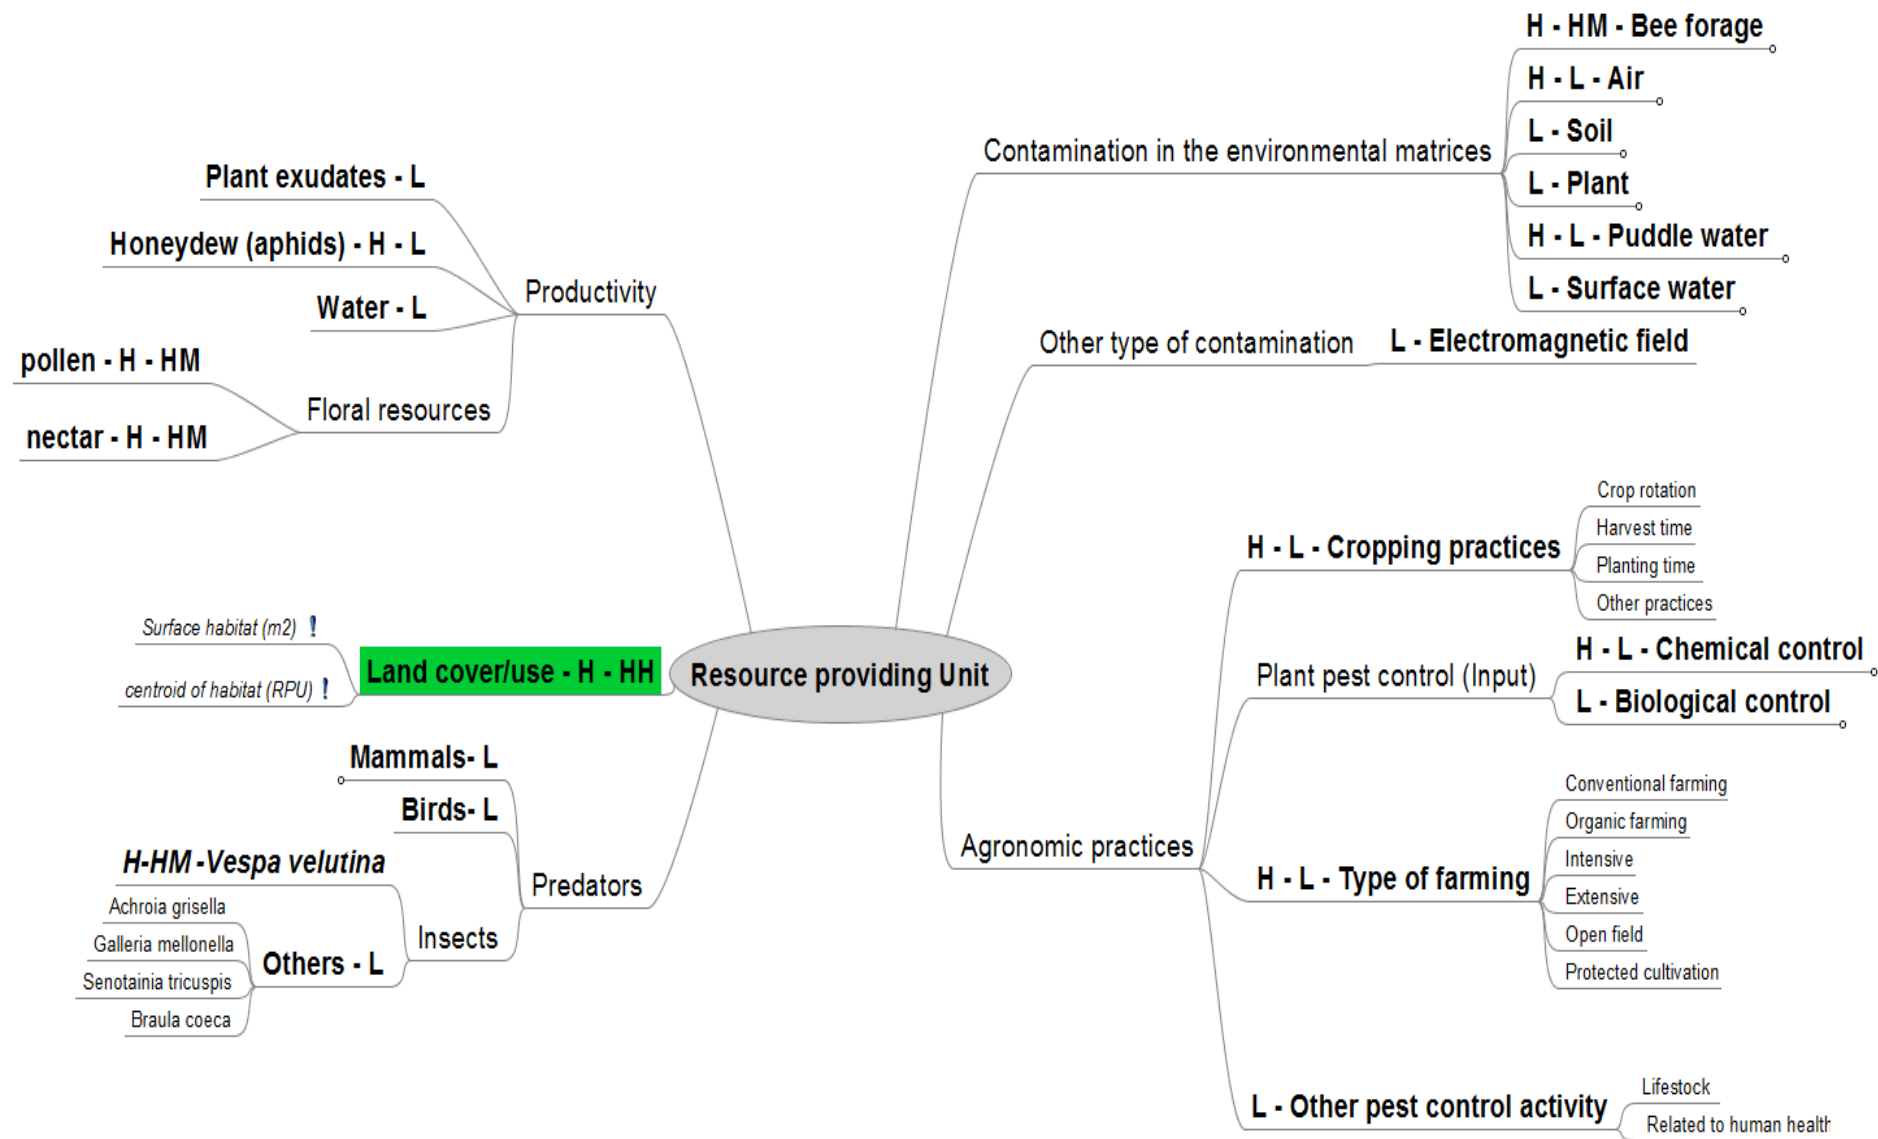 Resource providing Unit
Productivity
Plant exudates - L
Honeydew (aphids) - H - L
Water - L
Floral resources
pollen - H - HM
nectar - H - HM
Land cover/use - H - HH
Surface habitat (m2)
centroid of habitat (RPU)
Predators
Mammals- L
Birds- L
Insects
H-HM -Vespa velutina
Others - L
Achroia grisella
Galleria mellonella
Senotainia tricuspis
Braula coeca
Contamination in the environmental matrices
H - HM - Bee forage
H - L - Air
L - Soil
L - Plant
H - L - Puddle water
L - Surface water
Other type of contamination
L - Electromagnetic field
Agronomic practices
H - L - Cropping practices
Crop rotation
Harvest time
Planting time
Other practices
Plant pest control (Input)
H - L - Chemical control
L - Biological control
H - L - Type of farming
Conventional farming
Organic farming
Intensive
Extensive
Open field
Protected cultivation
L - Other pest control activity
Lifestock
Related to human health